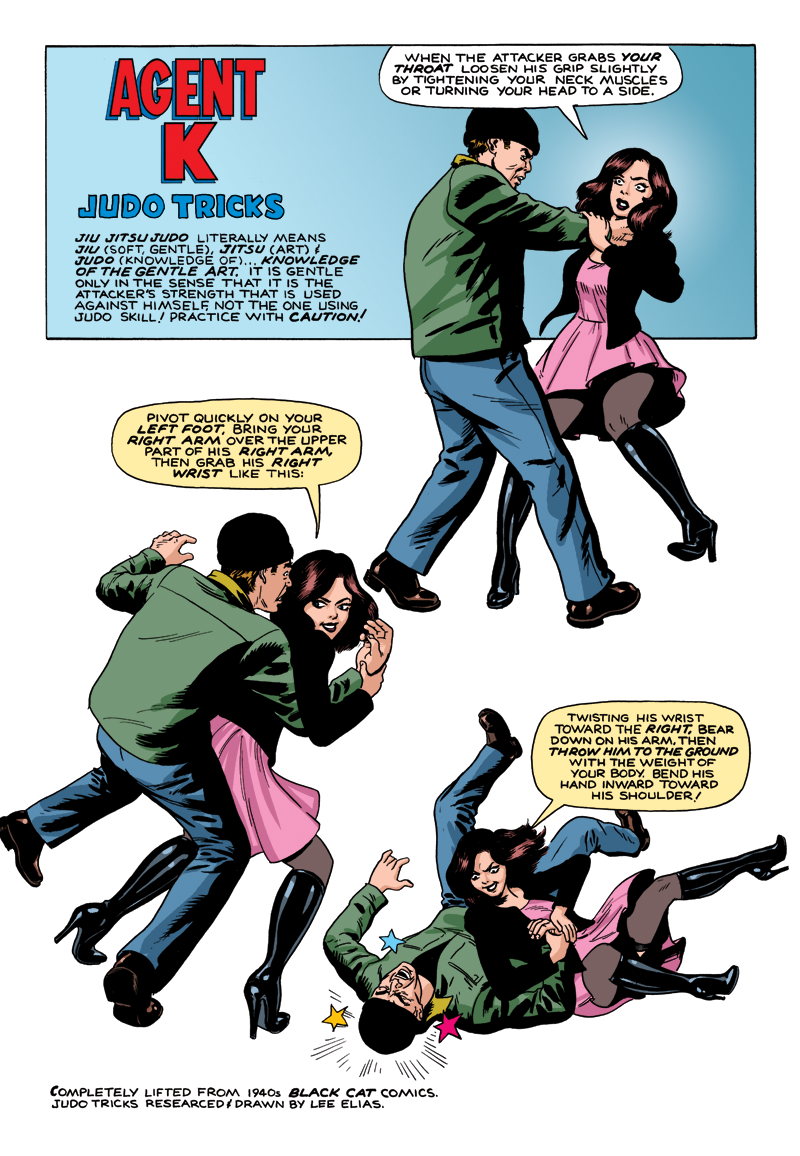 AGENT
K
JUDO TRICKS
JIU JITSU JUDO LITERALLY MEANS
JIU (SOFT, GENTLE), JITSU (ART) &
JUDO (KNOWLEDGE OF)... KNOWLEDGE
OF THE GENTLE ART. IT IS GENTLE
ONLY IN THE SENSE THAT IT IS THE
ATTACKER'S STRENGTH THAT IS USED
AGAINST HIMSELF, NOT THE ONE USING
JUDO SKILL! PRACTICE WITH CAUTION!
WHEN THE ATTACKER GRABS YOUR
THROAT LOOSEN HIS GRIP SLIGHTLY
BY TIGHTENING YOUR NECK MUSCLES
OR TURNING YOUR HEAD TO A SIDE.
PIVOT QUICKLY ON YOUR
LEFT FOOT, BRING YOUR
RIGHT ARM OVER THE UPPER
PART OF HIS RIGHT ARM,
THEN GRAB HIS RIGHT
WRIST LIKE THIS:
TWISTING HIS WRIST
TOWARD THE RIGHT, BEAR
DOWN ON HIS ARM, THEN
THROW HIM TO THE GROUND
WITH THE WEIGHT OF
YOUR BODY. BEND HIS
HAND INWARD TOWARD
HIS SHOULDER!
COMPLETELY LIFTED FROM 1940s BLACK CAT COMICS.
JUDO TRICKS RESEARCED & DRAWN BY LEE ELIAS.